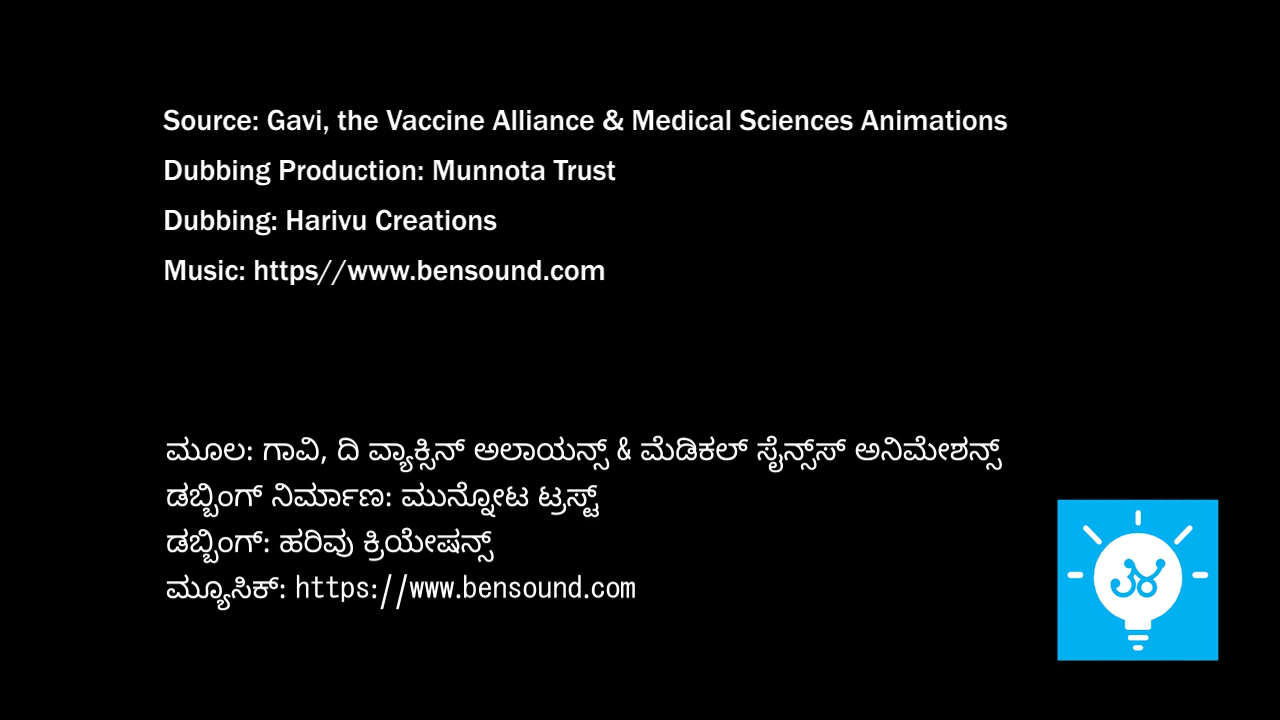 Source: Gavi, the Vaccine Alliance & Medical Sciences Animations
Dubbing Production: Munnota Trust
Dubbing: Harivu Creations
Music: https//www.bensound.com
ಮೂಲ: ಗಾವಿ, ದಿ ವ್ಯಾಕ್ಸಿನ್ ಅಲಾಯನ್ಸ್ & ಮೆಡಿಕಲ್ ಸೈನ್ಸ್‌ಸ್ ಅನಿಮೇಶನ್ಸ್
ಡಬ್ಬಿಂಗ್ ನಿರ್ಮಾಣ: ಮುನ್ನೋಟ ಟ್ರಸ್ಟ್
ಡಬ್ಬಿಂಗ್: ಹರಿವು ಕ್ರಿಯೇಷನ್ಸ್
ಮ್ಯೂಸಿಕ್: https://www.bensound.com